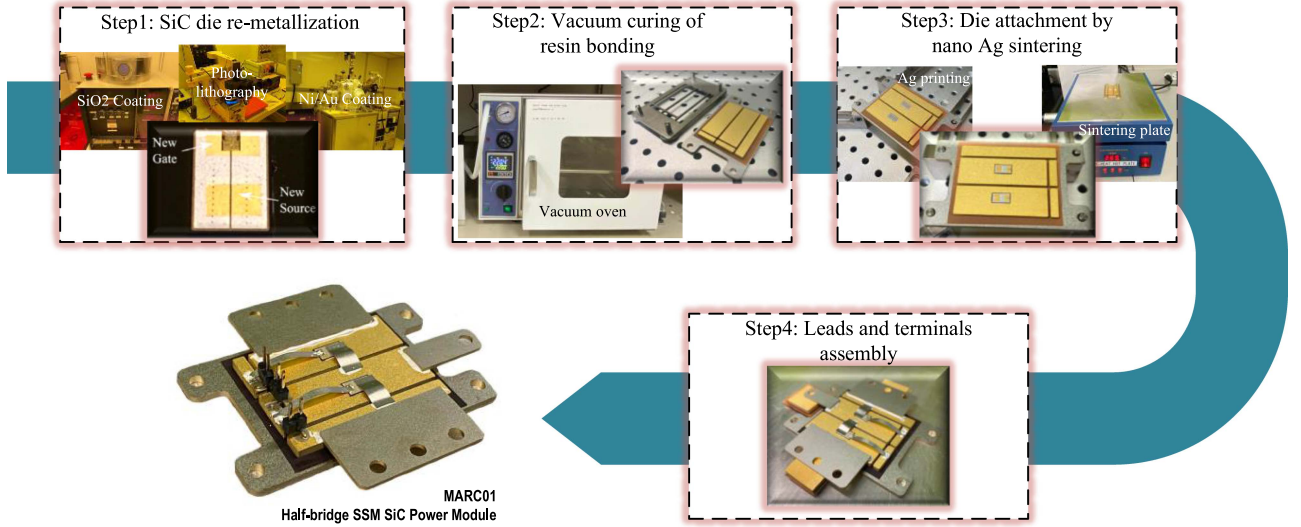 Step1: SiC die re-metallization
SiO2 Coating
Photo-
lithography
Ni/Au Coating
New
Gate
New
Source
Step2: Vacuum curing of
resin bonding
Vacuum oven
Step3: Die attachment by
nano Ag sintering
Ag printing
Sintering plate
Step4: Leads and terminals
assembly
MARC01
Half-bridge SSM SiC Power Module